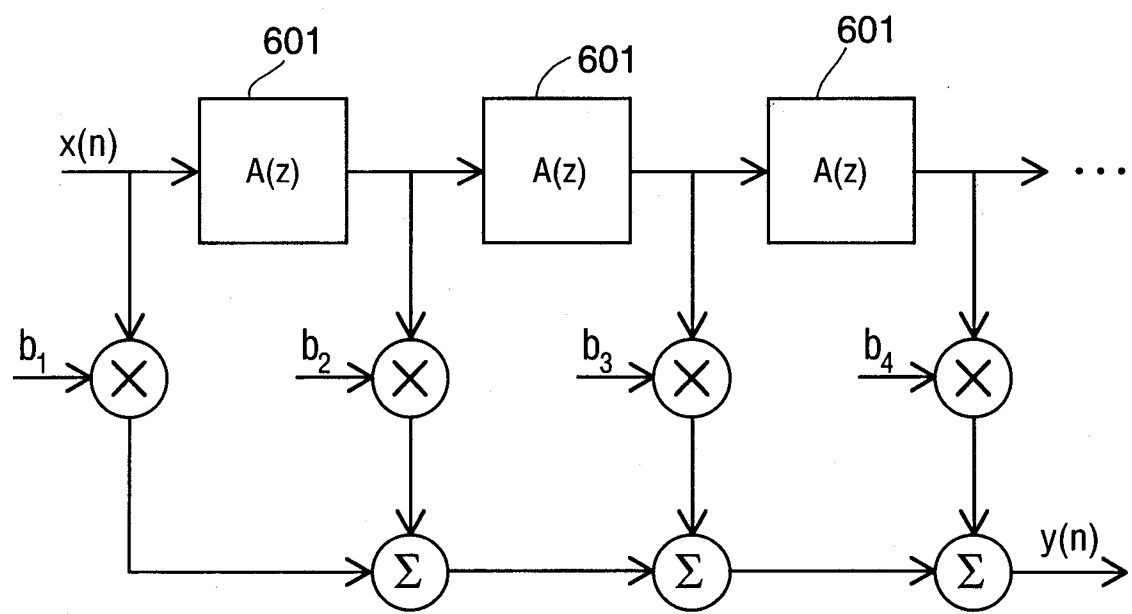 601 601 601
x(n) A(z) A(z) A(z) ...
b1 × b2 × b3 × b4 ×
Σ Σ Σ y(n)